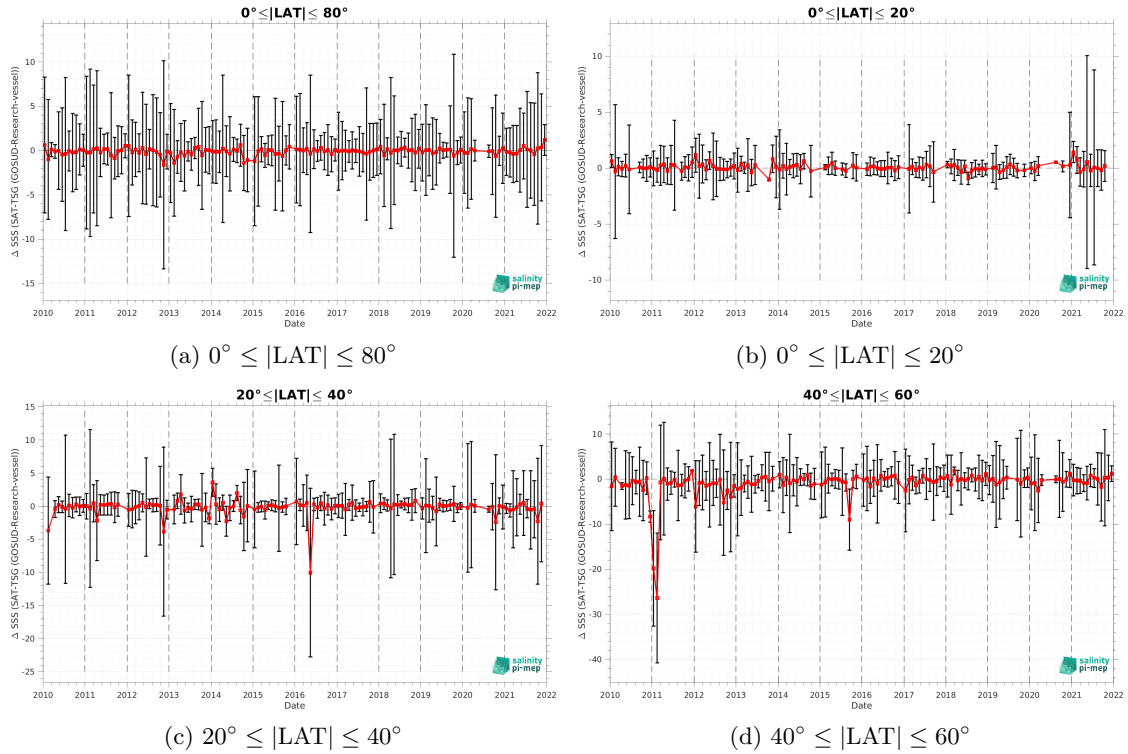 0°≤|LAT|≤ 80°
Δ SSS (SAT-TSG (GOSUD-Research-vessel))
10
5
0
-5
-10
-15
2010 2011 2012 2013 2014 2015 2016 2017 2018 2019 2020 2021 2022
Date
salinity
pi-mep
(a) 0° ≤ |LAT| ≤ 80°
0°≤|LAT|≤ 20°
Δ SSS (SAT-TSG (GOSUD-Research-vessel))
10
5
0
-5
-10
2010 2011 2012 2013 2014 2015 2016 2017 2018 2019 2020 2021 2022
Date
salinity
pi-mep
(b) 0° ≤ |LAT| ≤ 20°
20°≤|LAT|≤ 40°
Δ SSS (SAT-TSG (GOSUD-Research-vessel))
15
10
5
0
-5
-10
-15
-20
-25
2010 2011 2012 2013 2014 2015 2016 2017 2018 2019 2020 2021 2022
Date
salinity
pi-mep
(c) 20° ≤ |LAT| ≤ 40°
40°≤|LAT|≤ 60°
Δ SSS (SAT-TSG (GOSUD-Research-vessel))
10
0
-10
-20
-30
-40
2010 2011 2012 2013 2014 2015 2016 2017 2018 2019 2020 2021 2022
Date
salinity
pi-mep
(d) 40° ≤ |LAT| ≤ 60°